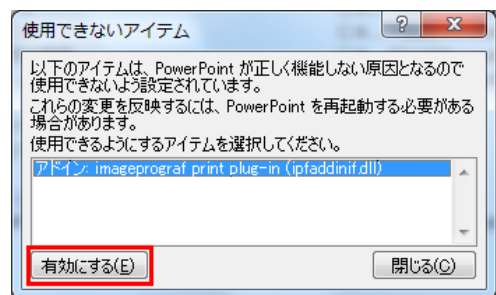 使用できないアイテム
以下のアイテムは、PowerPoint が正しく機能しない原因となるので
使用できないよう設定されています。
これらの変更を反映するには、PowerPoint を再起動する必要がある
場合があります。
使用できるようにするアイテムを選択してください。
アドイン: imageprograf print plug-in (ipfaddinif.dll)
有効にする(E) 閉じる(C)